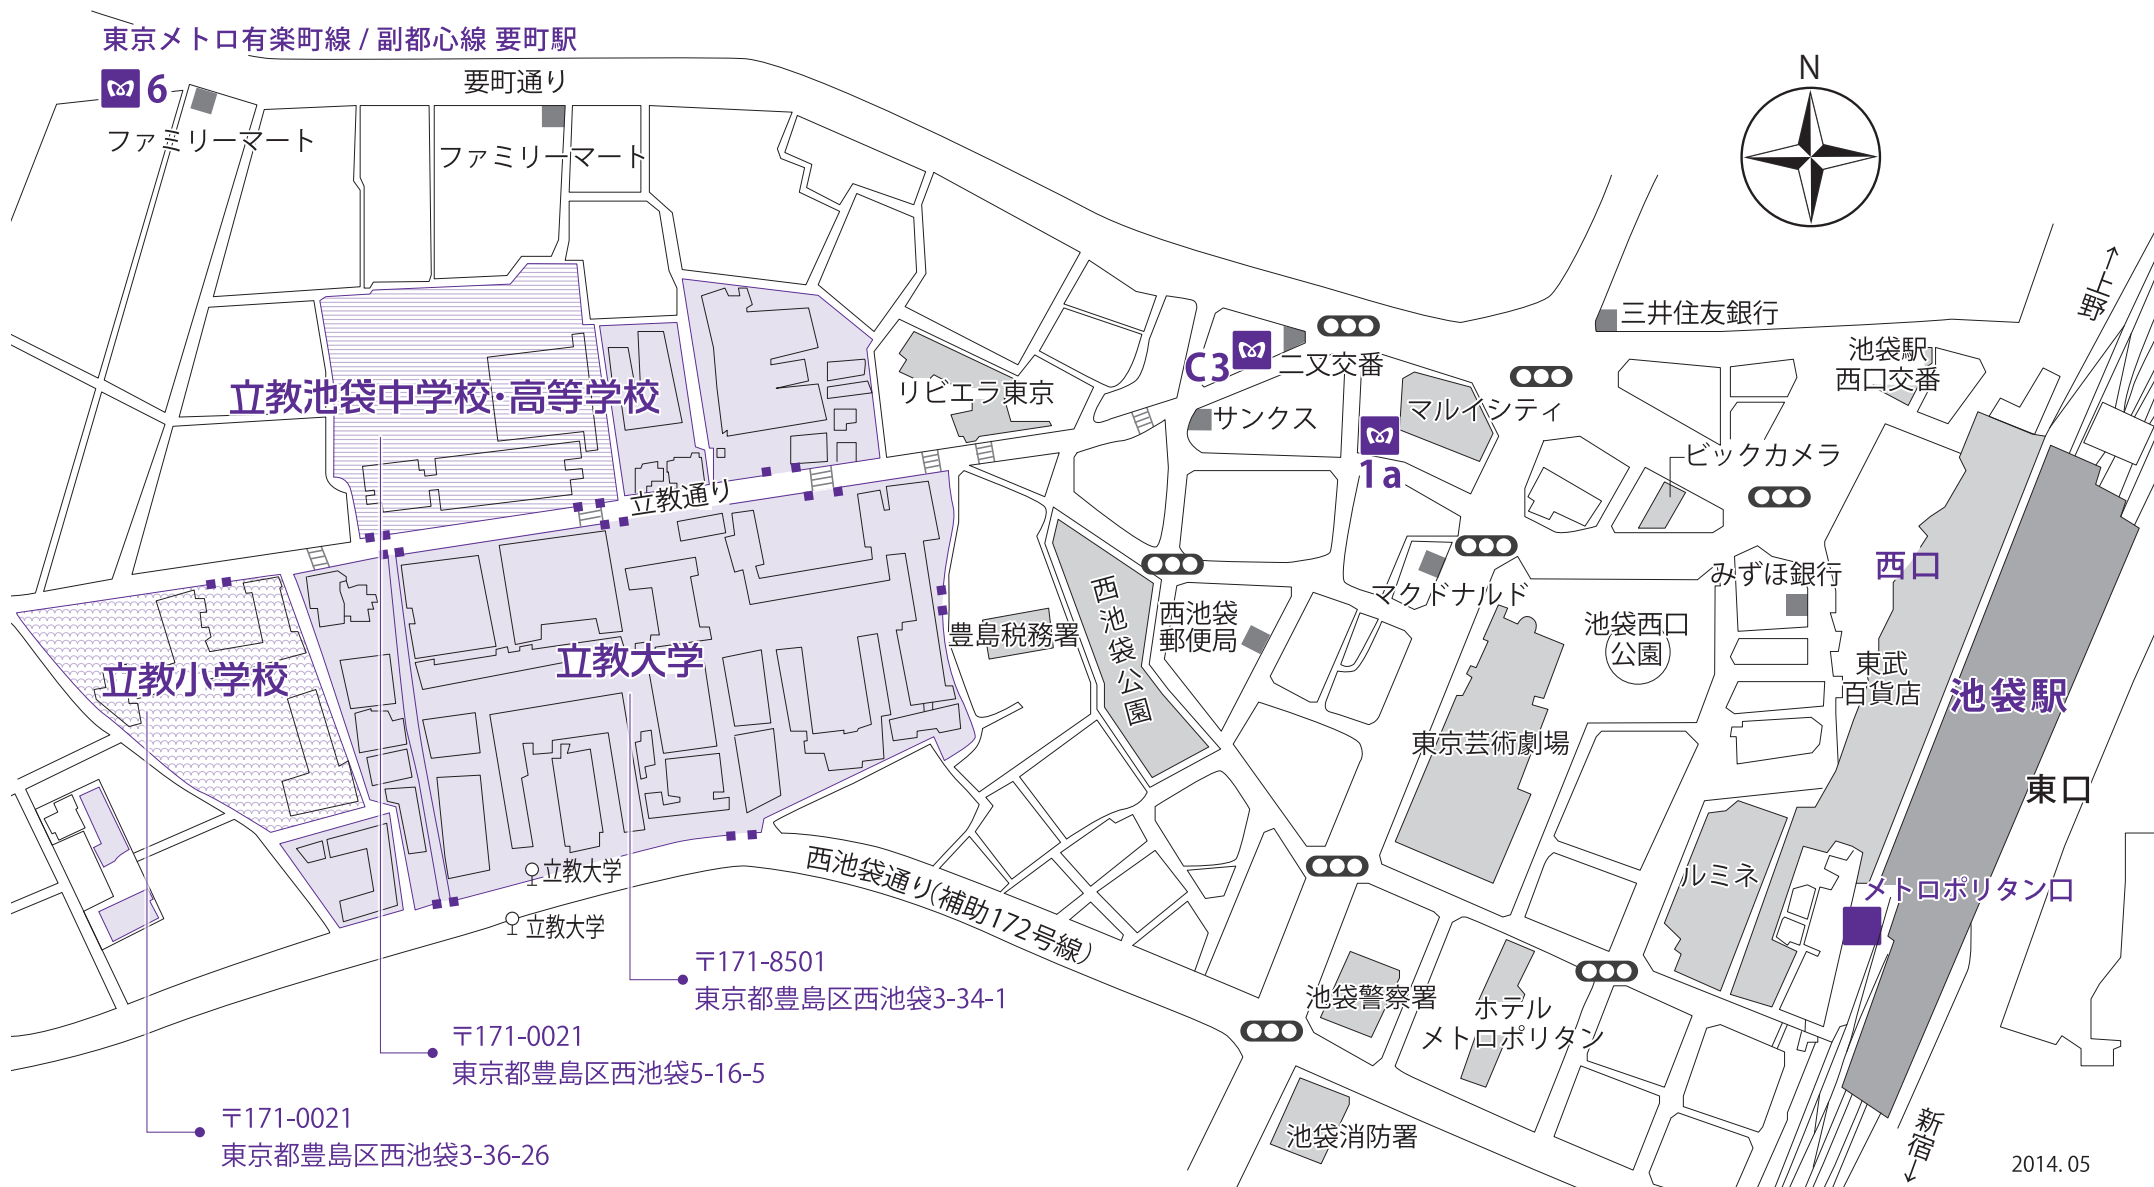 東京メトロ有楽町線 / 副都心線 要町駅
6
ファミリーマート
要町通り
ファミリーマート
N
↑上野
三井住友銀行
池袋駅
西口交番
C3
二又交番
サンクス
リビエラ東京
マルイシティ
1a
ビックカメラ
立教池袋中学校・高等学校
立教通り
西口
みずほ銀行
マクドナルド
西池袋公園
西池袋
郵便局
豊島税務署
池袋西口
公園
東武
百貨店
池袋駅
立教小学校
立教大学
東京芸術劇場
東口
ルミネ
メトロポリタン口
立教大学
立教大学
西池袋通り(補助172号線)
〒171-8501
東京都豊島区西池袋3-34-1
池袋警察署
ホテル
メトロポリタン
〒171-0021
東京都豊島区西池袋5-16-5
〒171-0021
東京都豊島区西池袋3-36-26
池袋消防署
新宿↓
2014. 05